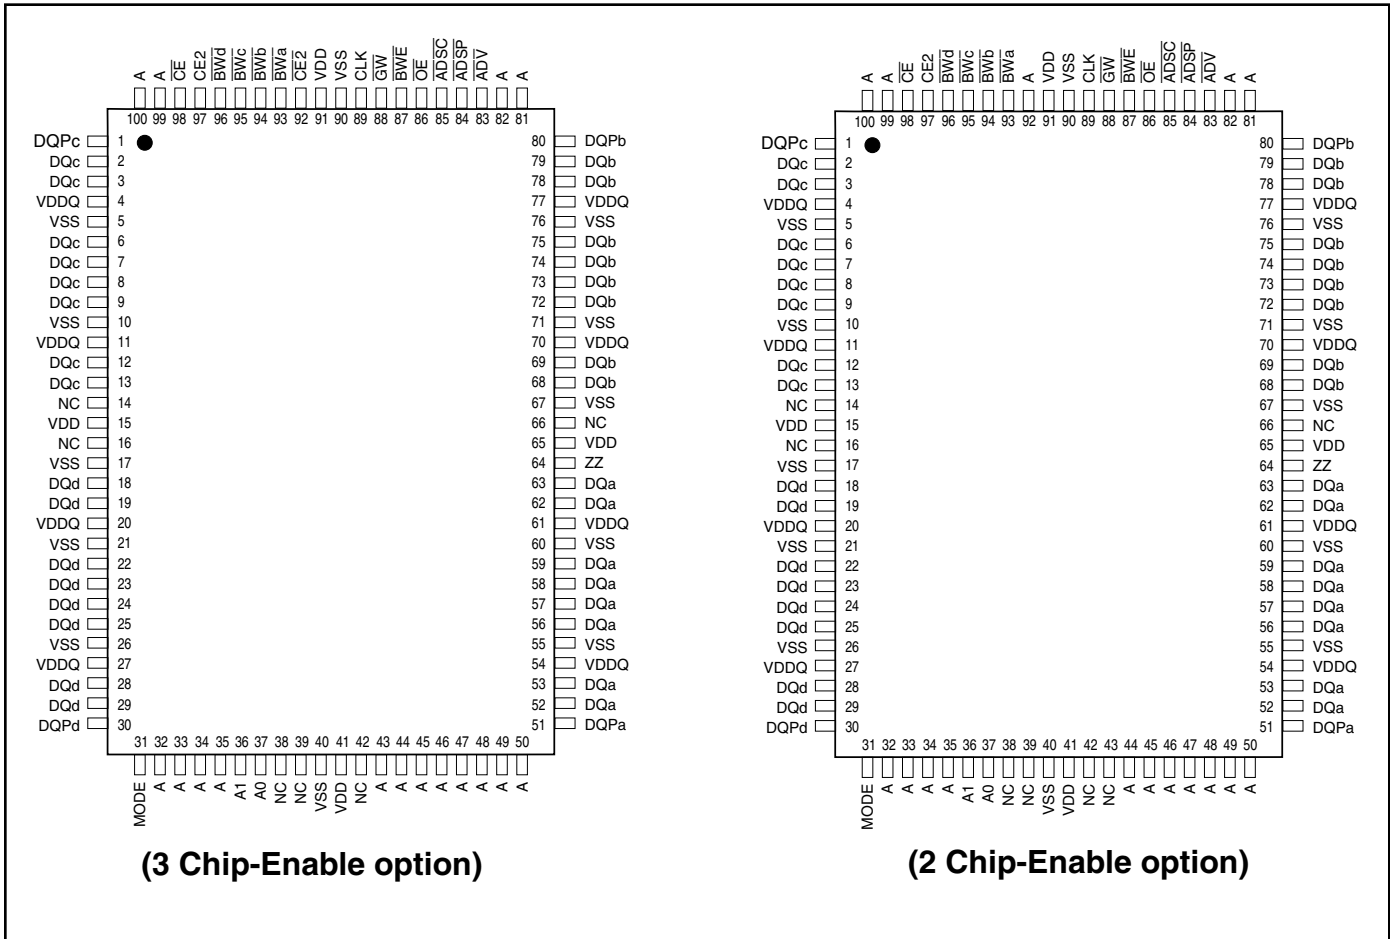 A A CE CE2 BWd BWc BWb BWa CE2 VDD VSS CLK GW BWE OE ADSC ADSP ADV A A
100 99 98 97 96 95 94 93 92 91 90 89 88 87 86 85 84 83 82 81
DQPc 1 80 DQPb
DQc 2 79 DQb
DQc 3 78 DQb
VDDQ 4 77 VDDQ
VSS 5 76 VSS
DQc 6 75 DQb
DQc 7 74 DQb
DQc 8 73 DQb
DQc 9 72 DQb
VSS 10 71 VSS
VDDQ 11 70 VDDQ
DQc 12 69 DQb
DQc 13 68 DQb
NC 14 67 VSS
VDD 15 66 NC
NC 16 65 VDD
VSS 17 64 ZZ
DQd 18 63 DQa
DQd 19 62 DQa
VDDQ 20 61 VDDQ
VSS 21 60 VSS
DQd 22 59 DQa
DQd 23 58 DQa
DQd 24 57 DQa
DQd 25 56 DQa
VSS 26 55 VSS
VDDQ 27 54 VDDQ
DQd 28 53 DQa
DQd 29 52 DQa
DQPd 30 51 DQPa
31 32 33 34 35 36 37 38 39 40 41 42 43 44 45 46 47 48 49 50
MODE A A A A A1 A0 NC NC VSS VDD NC A A A A A A A A
(3 Chip-Enable option)
A A CE CE2 BWd BWc BWb BWa A VDD VSS CLK GW BWE OE ADSC ADSP ADV A A
100 99 98 97 96 95 94 93 92 91 90 89 88 87 86 85 84 83 82 81
DQPc 1 80 DQPb
DQc 2 79 DQb
DQc 3 78 DQb
VDDQ 4 77 VDDQ
VSS 5 76 VSS
DQc 6 75 DQb
DQc 7 74 DQb
DQc 8 73 DQb
DQc 9 72 DQb
VSS 10 71 VSS
VDDQ 11 70 VDDQ
DQc 12 69 DQb
DQc 13 68 DQb
NC 14 67 VSS
VDD 15 66 NC
NC 16 65 VDD
VSS 17 64 ZZ
DQd 18 63 DQa
DQd 19 62 DQa
VDDQ 20 61 VDDQ
VSS 21 60 VSS
DQd 22 59 DQa
DQd 23 58 DQa
DQd 24 57 DQa
DQd 25 56 DQa
VSS 26 55 VSS
VDDQ 27 54 VDDQ
DQd 28 53 DQa
DQd 29 52 DQa
DQPd 30 51 DQPa
31 32 33 34 35 36 37 38 39 40 41 42 43 44 45 46 47 48 49 50
MODE A A A A A1 A0 NC NC VSS VDD NC NC A A A A A A A
(2 Chip-Enable option)